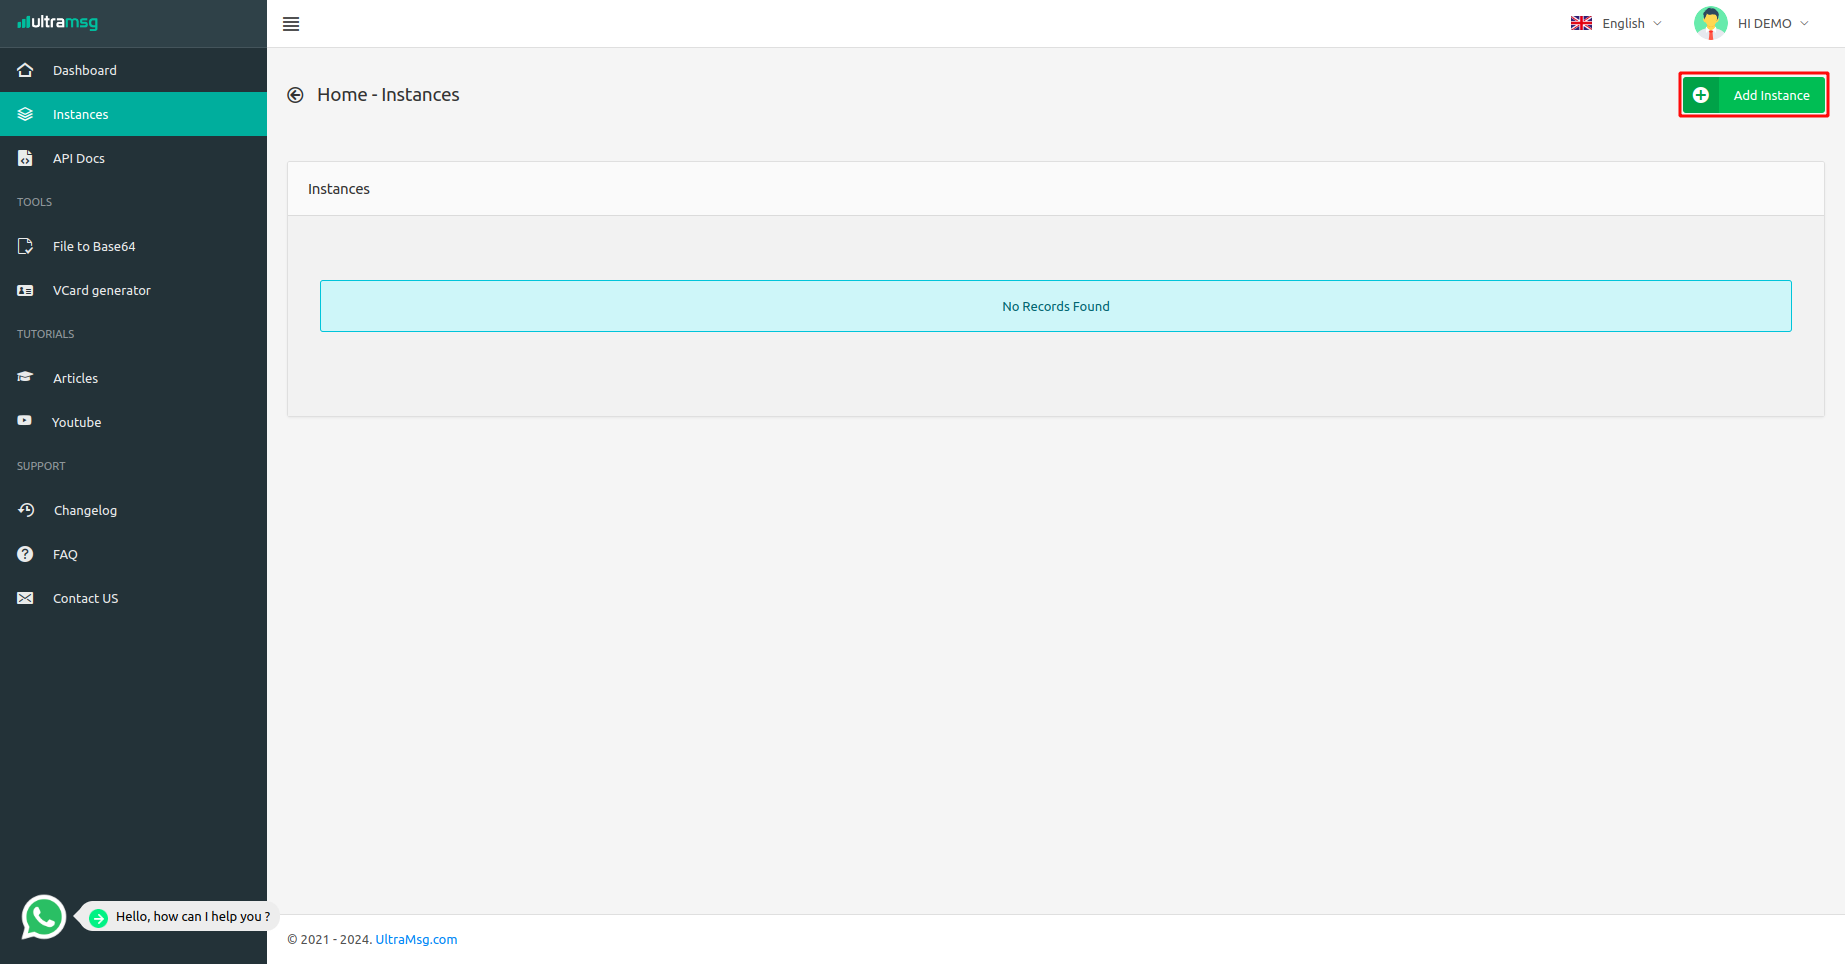 ultramsg
English
HI DEMO
Dashboard
Instances
API Docs
TOOLS
File to Base64
VCard generator
TUTORIALS
Articles
Youtube
SUPPORT
Changelog
FAQ
Contact US
Hello, how can I help you ?
Home - Instances
Add Instance
Instances
No Records Found
© 2021 - 2024. UltraMsg.com